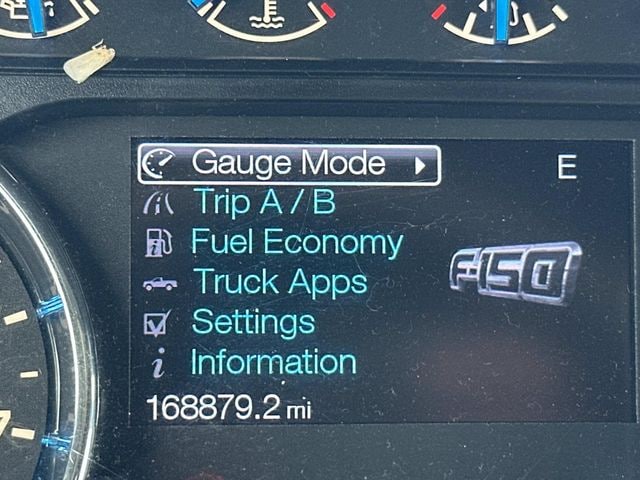 Gauge Mode
E
Trip A / B
Fuel Economy
F-150
Truck Apps
Settings
Information
168879.2 mi